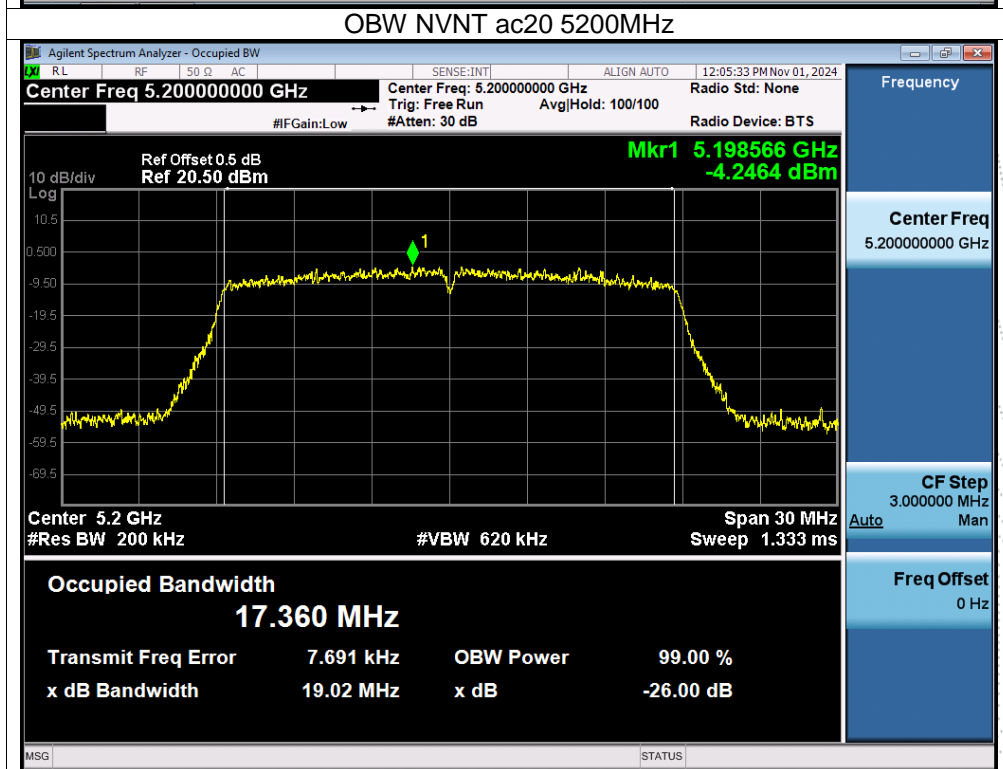 OBW NVNT ac20 5200MHz
Agilent Spectrum Analyzer - Occupied BW
LXI RL RF 50 Ω AC SENSE:INT ALIGN AUTO 12:05:33 PM Nov 01, 2024
Center Freq 5.200000000 GHz
Center Freq: 5.200000000 GHz
Radio Std: None
Trig: Free Run Avg|Hold: 100/100
#IFGain:Low #Atten: 30 dB Radio Device: BTS
Frequency
Ref Offset 0.5 dB
10 dB/div Ref 20.50 dBm
Mkr1 5.198566 GHz
-4.2464 dBm
Log
10.5
0.500
-9.50
-19.5
-29.5
-39.5
-49.5
-59.5
-69.5
1
Center Freq
5.200000000 GHz
Center 5.2 GHz Span 30 MHz
#Res BW 200 kHz #VBW 620 kHz Sweep 1.333 ms
CF Step
3.000000 MHz
Auto Man
Occupied Bandwidth
17.360 MHz
Transmit Freq Error 7.691 kHz OBW Power 99.00 %
x dB Bandwidth 19.02 MHz x dB -26.00 dB
Freq Offset
0 Hz
MSG STATUS